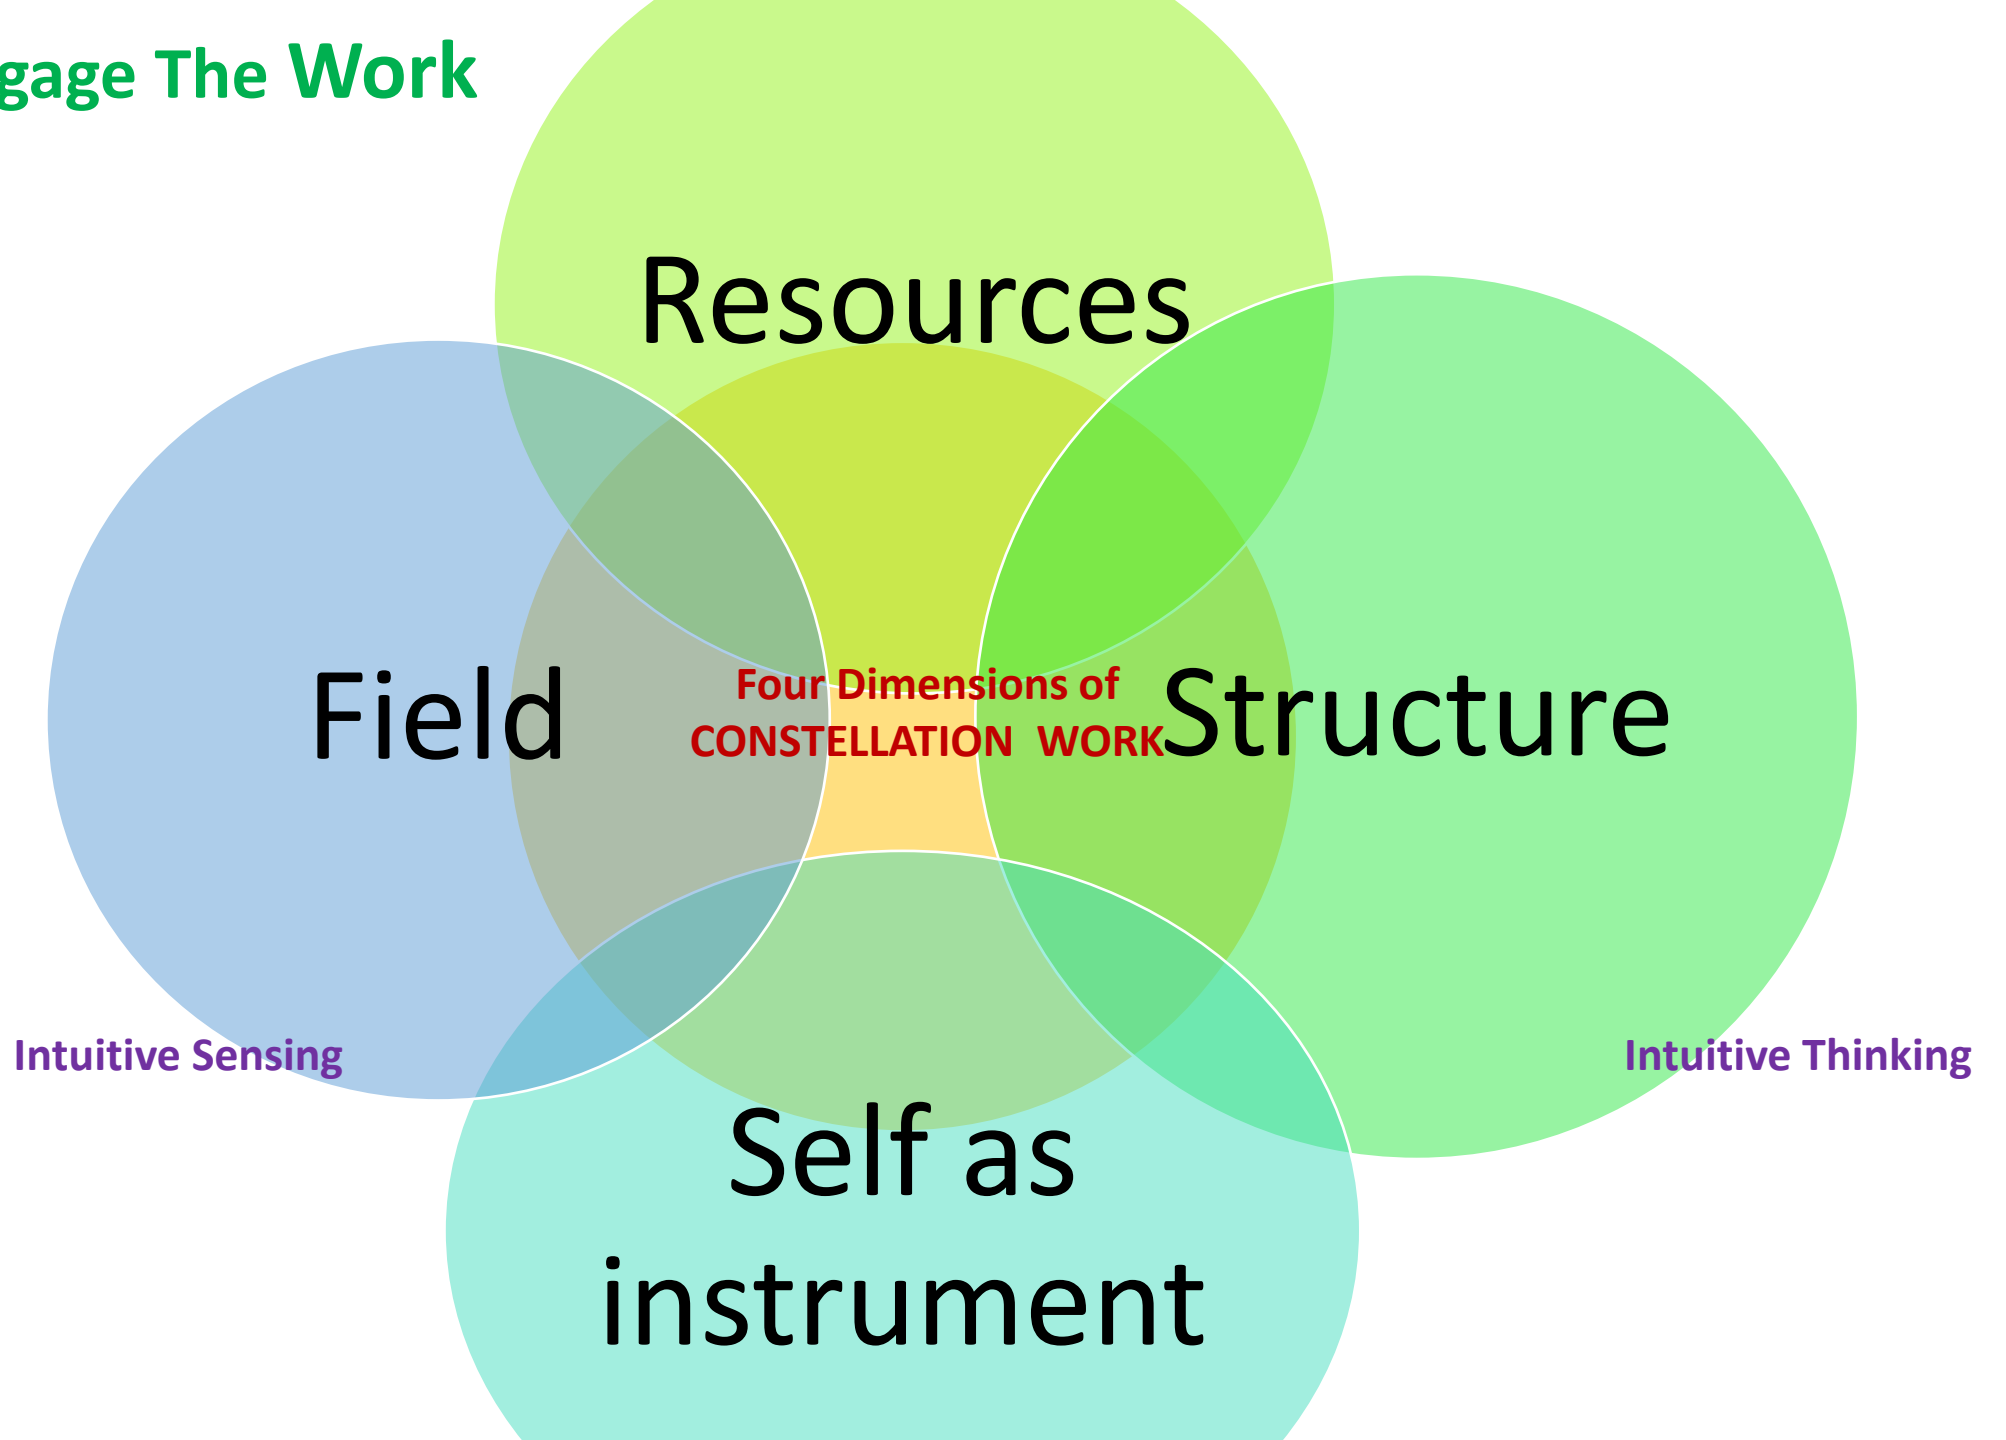 gage The Work
Resources
Field
Four Dimensions of
CONSTELLATION WORK
Structure
Intuitive Sensing
Intuitive Thinking
Self as
instrument